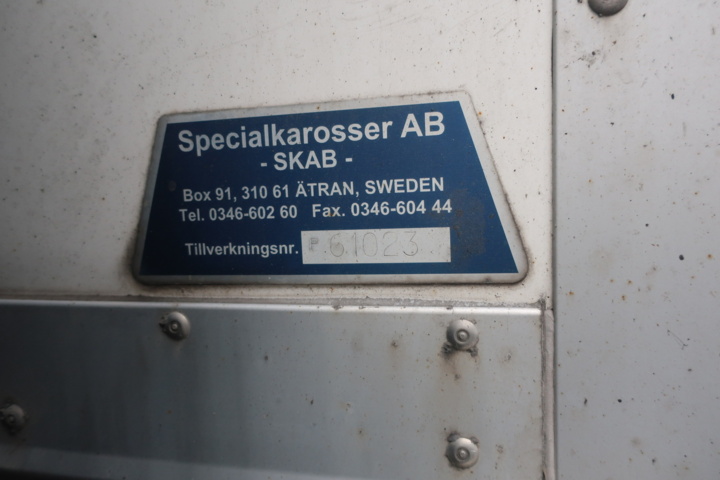 Specialkarosser AB
- SKAB -
Box 91, 310 61 ÄTRAN, SWEDEN
Tel. 0346-602 60 Fax. 0346-604 44
Tillverkningsnr. P 61023